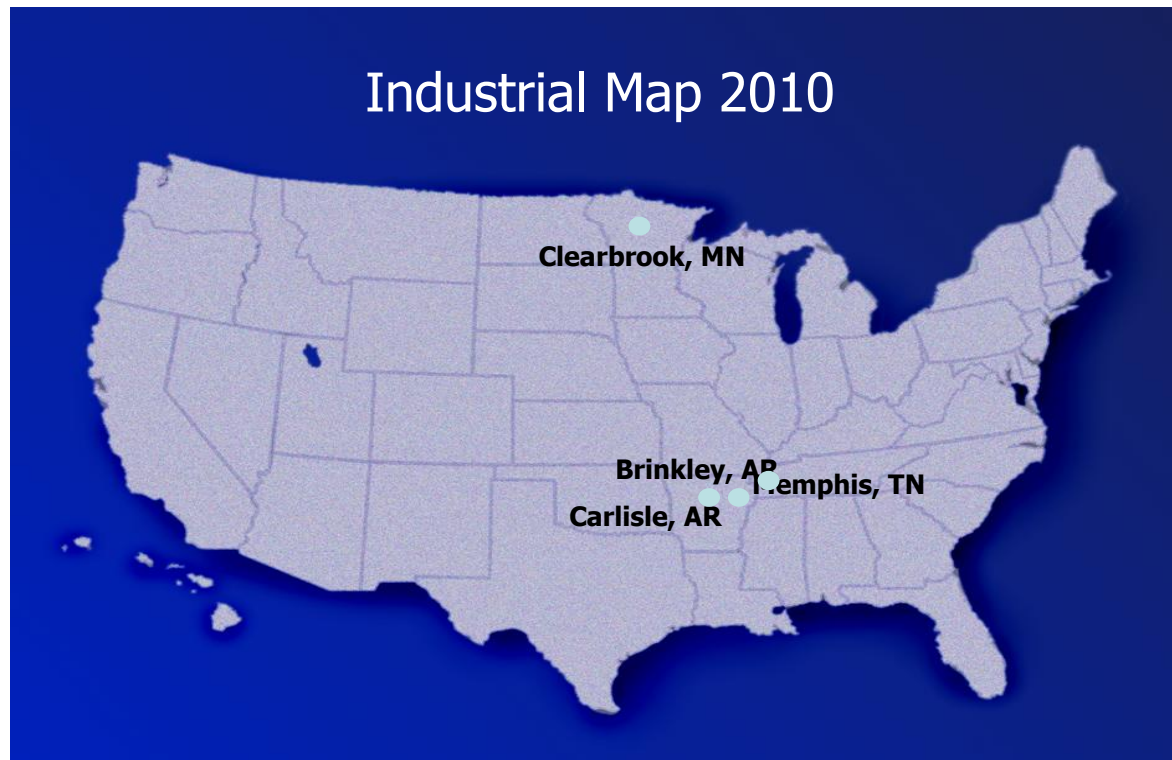 Industrial Map 2010
Clearbrook, MN
Brinkley, AR
Memphis, TN
Carlisle, AR